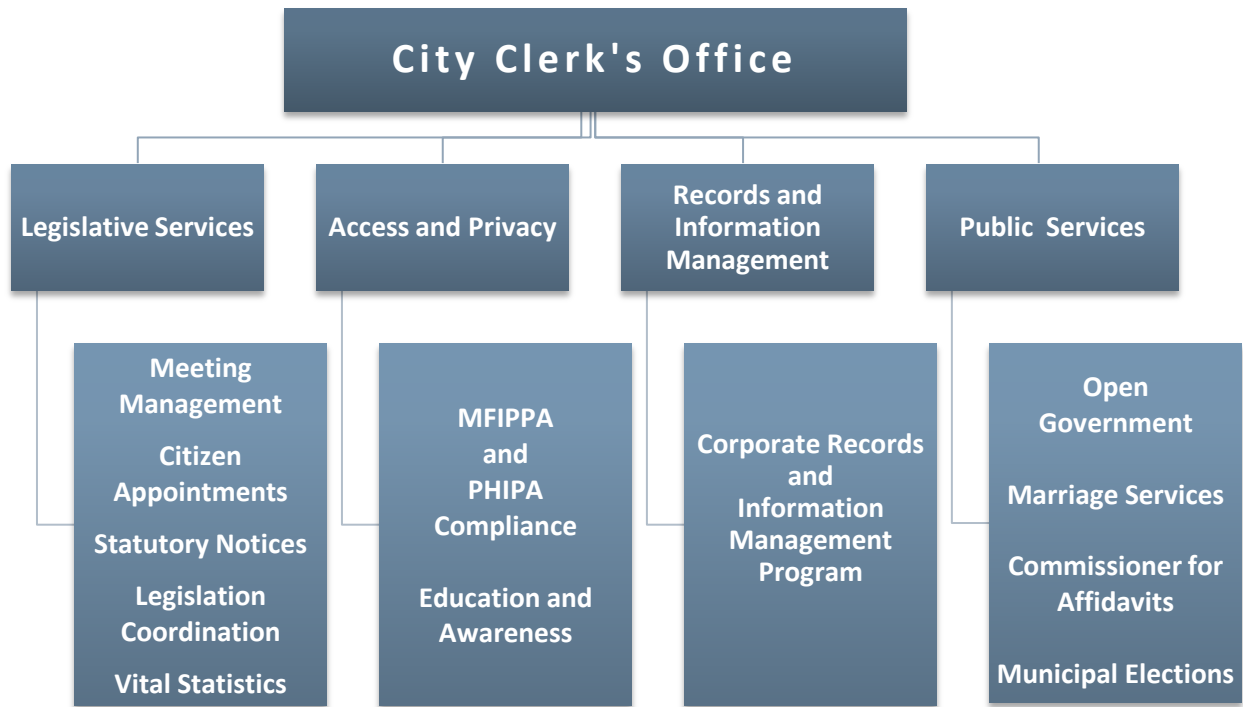 City Clerk's Office
Legislative Services
Access and Privacy
Records and
Information
Management
Public Services
Meeting
Management
Citizen
Appointments
Statutory Notices
Legislation
Coordination
Vital Statistics
MFIPPA
and
PHIPA
Compliance
Education and
Awareness
Corporate Records
and
Information
Management
Program
Open
Government
Marriage Services
Commissioner for
Affidavits
Municipal Elections